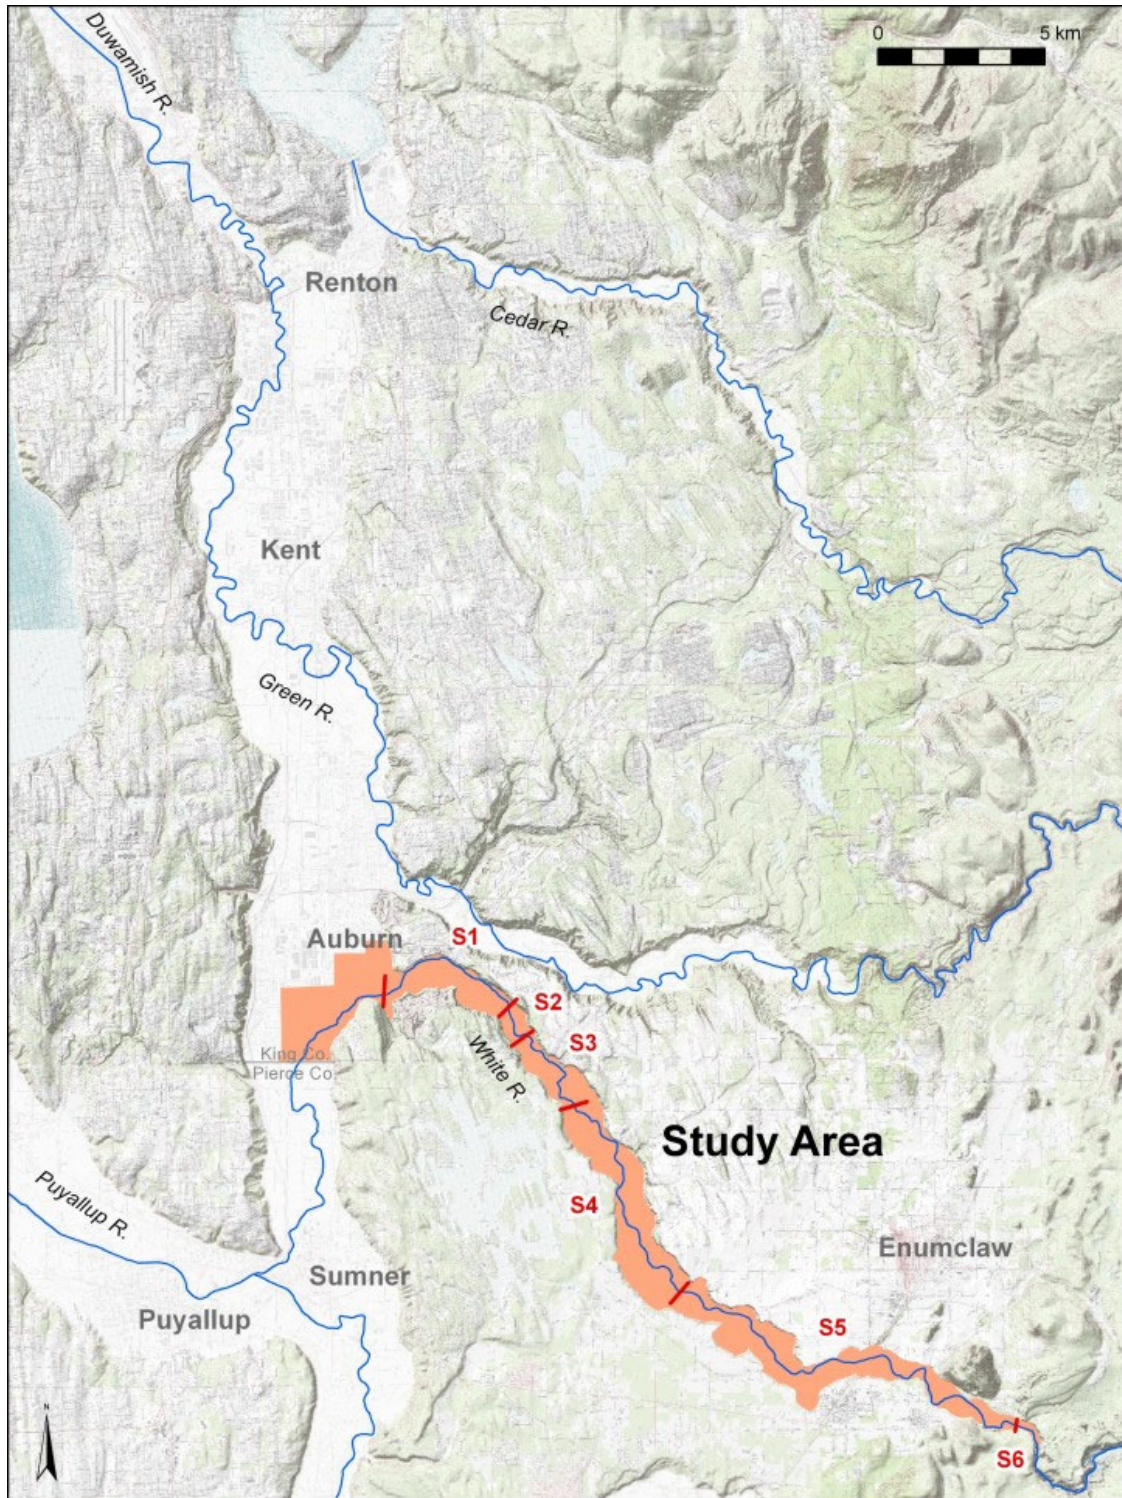 0 5 km
Duwamish R.
Renton
Cedar R.
Kent
Green R.
Auburn
S1
S2
S3
King Co.
Pierce Co.
White R.
Study Area
Puyallup R.
S4
Enumclaw
Sumner
Puyallup
S5
N
S6